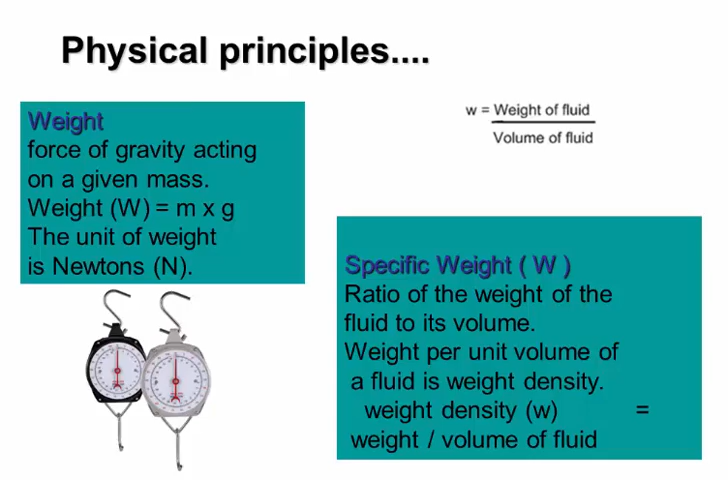 Physical principles....
Weight
force of gravity acting
on a given mass.
Weight (W) = m x g
The unit of weight
is Newtons (N).
w = Weight of fluid
Volume of fluid
Specific Weight ( W )
Ratio of the weight of the
fluid to its volume.
Weight per unit volume of
a fluid is weight density.
weight density (w) =
weight / volume of fluid